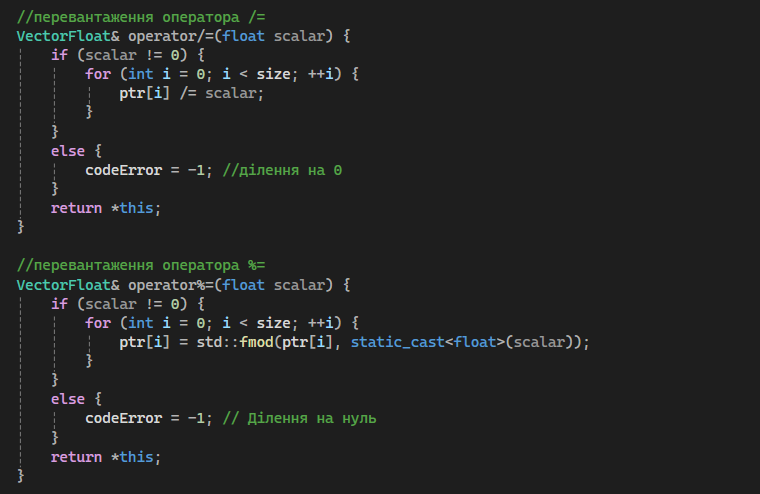 //перевантаження оператора /=
VectorFloat& operator/=(float scalar) {
if (scalar != 0) {
for (int i = 0; i < size; ++i) {
ptr[i] /= scalar;
}
}
else {
codeError = -1; //ділення на 0
}
return *this;
}
//перевантаження оператора %=
VectorFloat& operator%=(float scalar) {
if (scalar != 0) {
for (int i = 0; i < size; ++i) {
ptr[i] = std::fmod(ptr[i], static_cast<float>(scalar));
}
}
else {
codeError = -1; // Ділення на нуль
}
return *this;
}